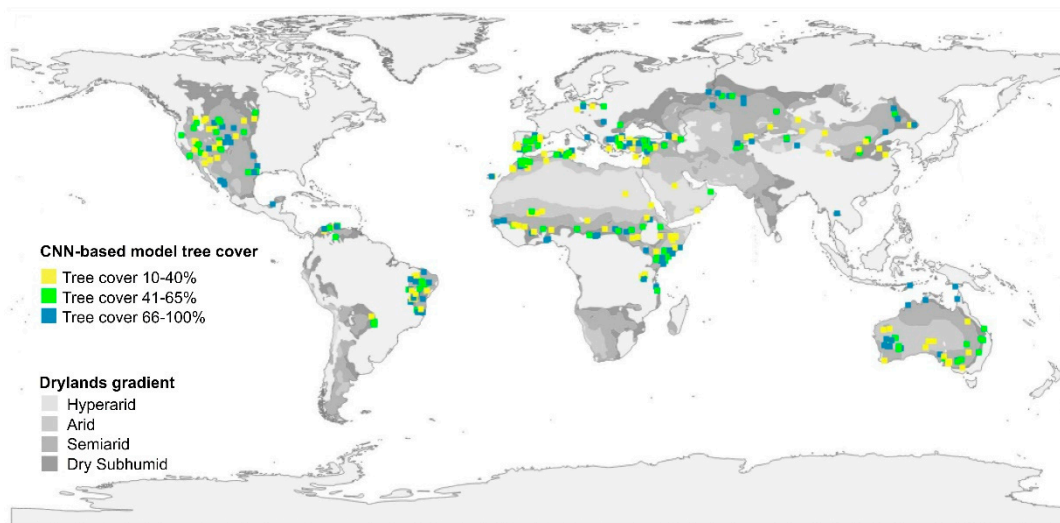 CNN-based model tree cover
Tree cover 10-40%
Tree cover 41-65%
Tree cover 66-100%
Drylands gradient
Hyperarid
Arid
Semiarid
Dry Subhumid